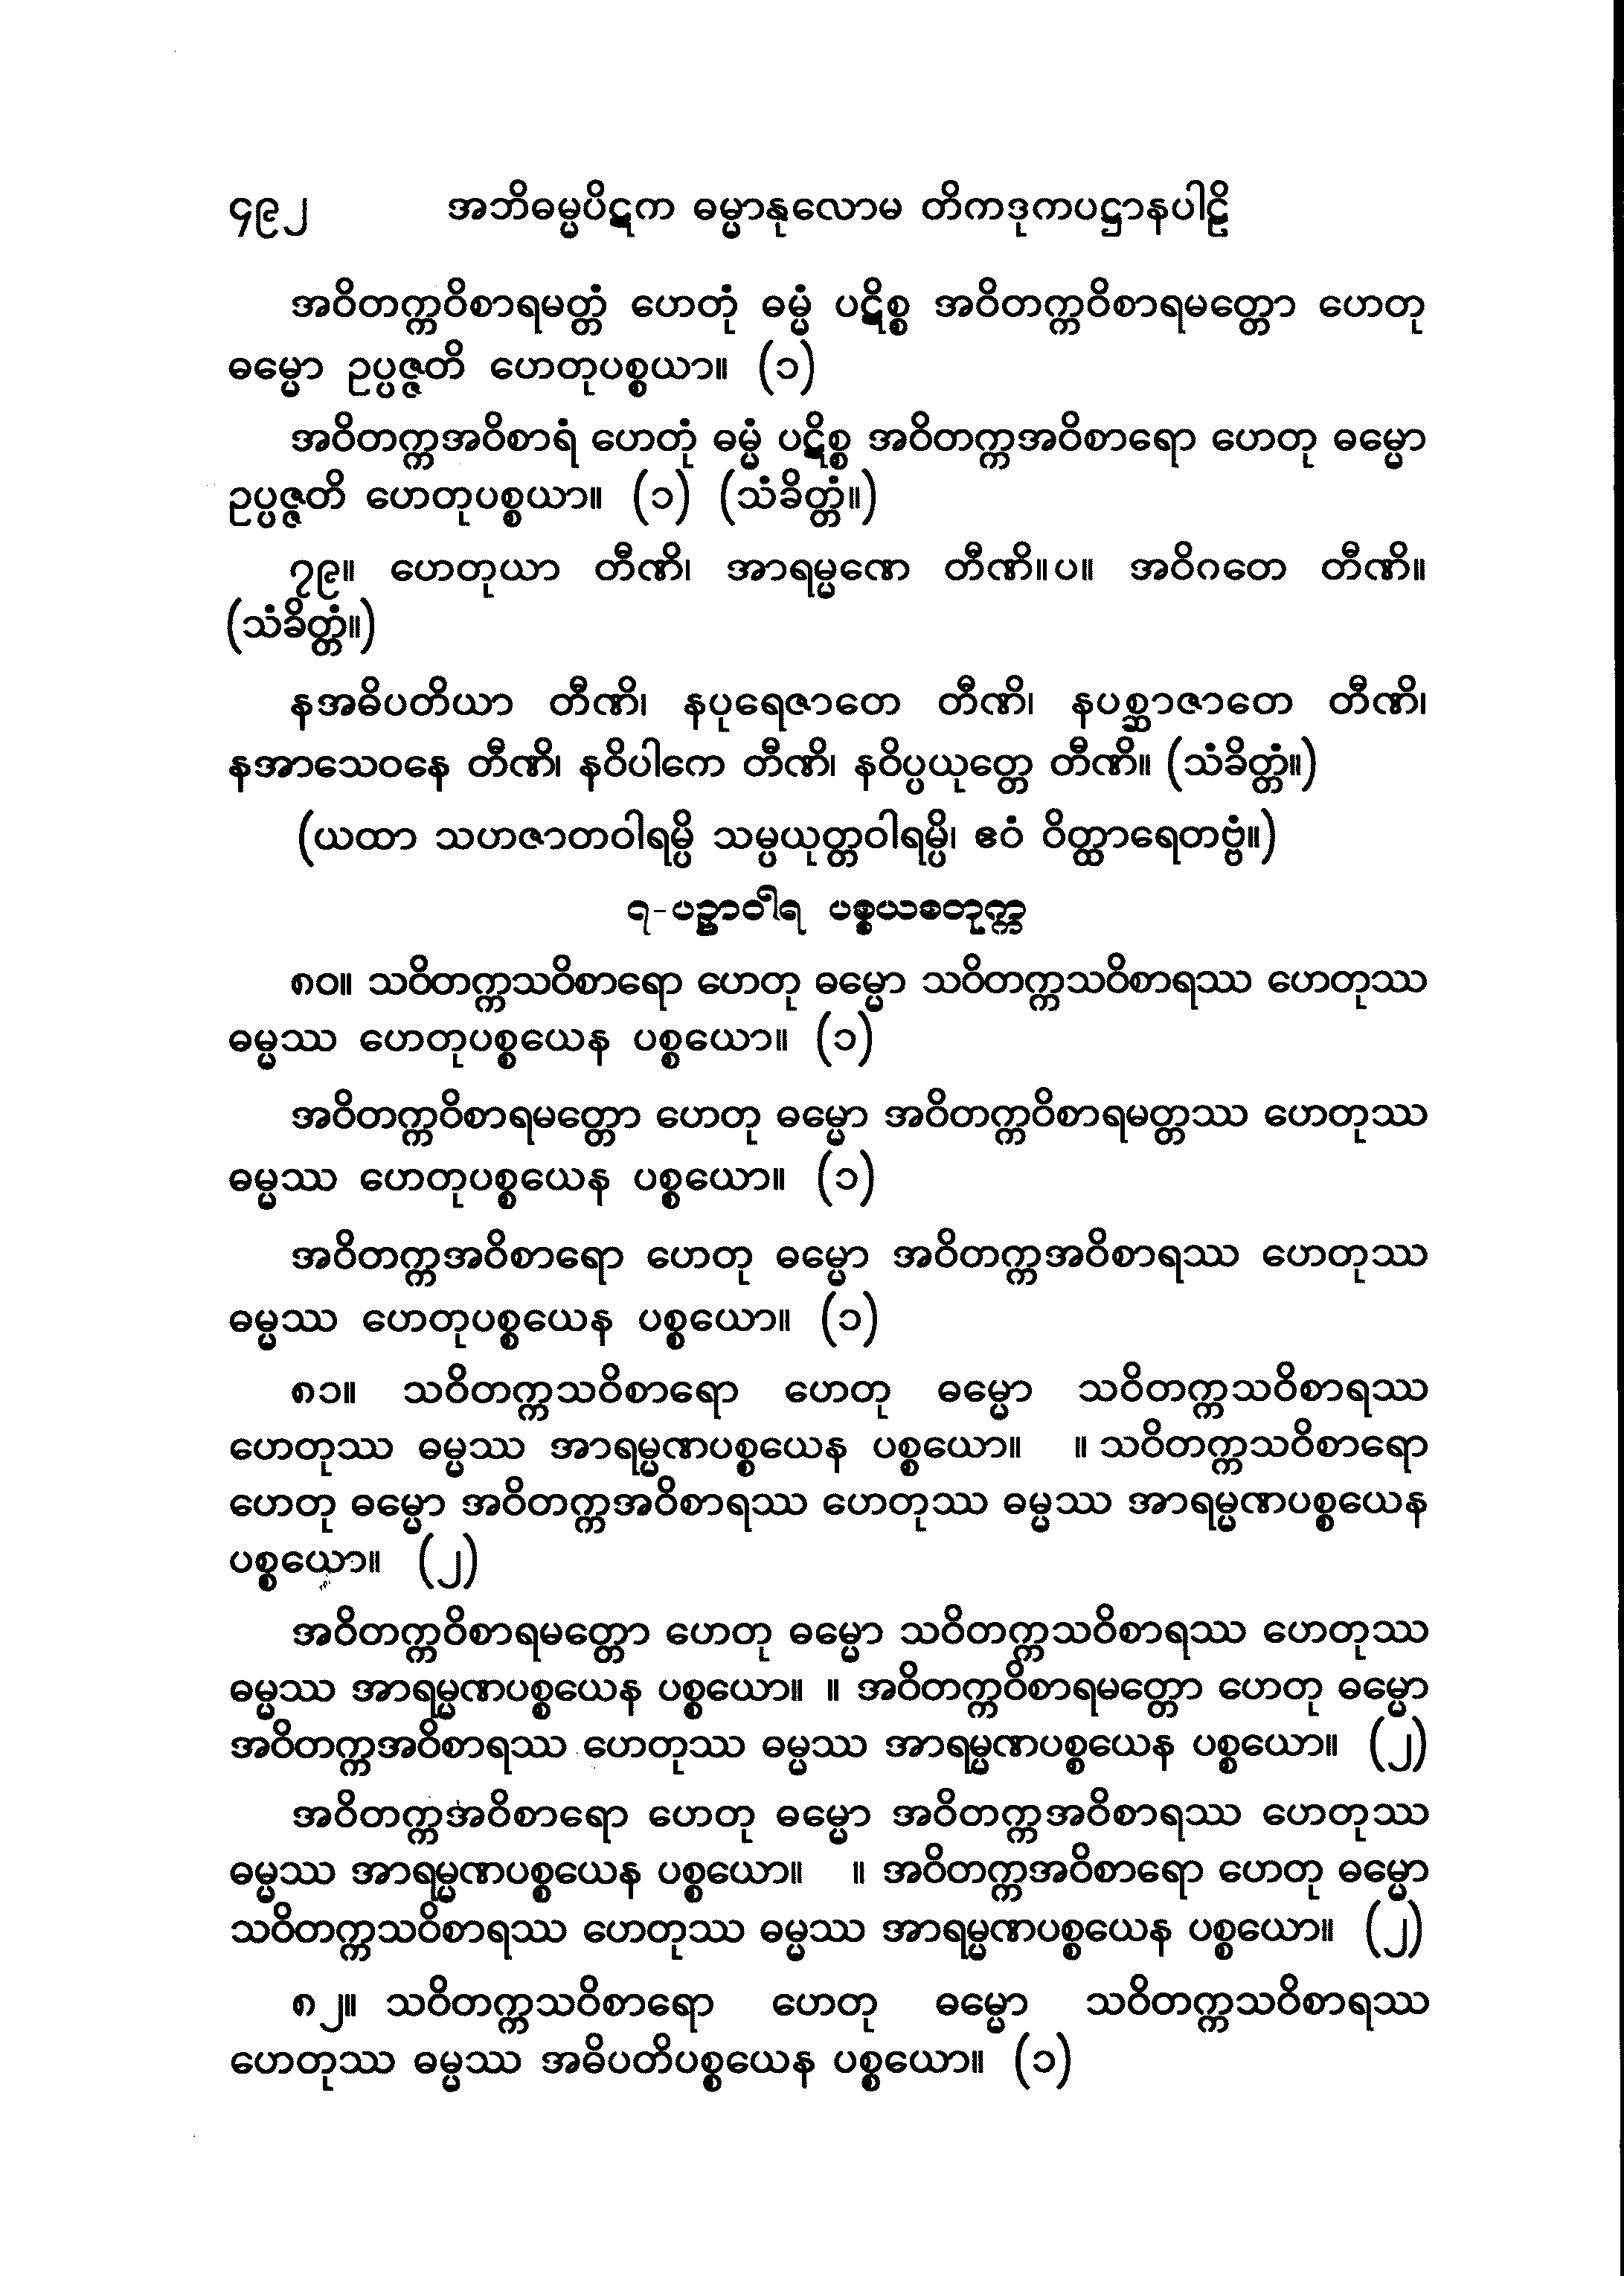 ၄၉၂ အဘိဓမ္မပိဋက ဓမ္မာနုလောမ တိကဒုကပဋ္ဌာနပါဠိ
အဝိတက္ကဝိစာရမတ္တံ ဟေတုံ ဓမ္မံ ပဋိစ္စ အဝိတက္ကဝိစာရမတ္တော ဟေတု
ဓမ္မော ဥပ္ပဇ္ဇတိ ဟေတုပစ္စယာ။ (၁)
အဝိတက္ကအဝိစာရံ ဟေတုံ ဓမ္မံ ပဋိစ္စ အဝိတက္ကအဝိစာရော ဟေတု ဓမ္မော
ဥပ္ပဇ္ဇတိ ဟေတုပစ္စယာ။ (၁) (သံခိတ္တံ။)
၇၉။ ဟေတုယာ တီဏိ၊ အာရမ္မဏေ တီဏိ။ပ။ အဝိဂတေ တီဏိ။
(သံခိတ္တံ။)
နအဓိပတိယာ တီဏိ၊ နပုရေဇာတေ တီဏိ၊ နပစ္ဆာဇာတေ တီဏိ၊
နအာသေဝနေ တီဏိ၊ နဝိပါကေ တီဏိ၊ နဝိပ္ပယုတ္တေ တီဏိ။ (သံခိတ္တံ။)
(ယထာ သဟဇာတဝါရမ္ပိ သမ္ပယုတ္တဝါရမ္ပိ၊ ဧဝံ ဝိတ္ထာရေတဗ္ဗံ။)
၇-ပဉှာဝါရ ပစ္စယစတုက္က
၈၀။ သဝိတက္ကသဝိစာရော ဟေတု ဓမ္မော သဝိတက္ကသဝိစာရဿ ဟေတုဿ
ဓမ္မဿ ဟေတုပစ္စယေန ပစ္စယော။ (၁)
အဝိတက္ကဝိစာရမတ္တော ဟေတု ဓမ္မော အဝိတက္ကဝိစာရမတ္တဿ ဟေတုဿ
ဓမ္မဿ ဟေတုပစ္စယေန ပစ္စယော။ (၁)
အဝိတက္ကအဝိစာရော ဟေတု ဓမ္မော အဝိတက္ကအဝိစာရဿ ဟေတုဿ
ဓမ္မဿ ဟေတုပစ္စယေန ပစ္စယော။ (၁)
၈၁။ သဝိတက္ကသဝိစာရော ဟေတု ဓမ္မော သဝိတက္ကသဝိစာရဿ
ဟေတုဿ ဓမ္မဿ အာရမ္မဏပစ္စယေန ပစ္စယော။ ။ သဝိတက္ကသဝိစာရော
ဟေတု ဓမ္မော အဝိတက္ကအဝိစာရဿ ဟေတုဿ ဓမ္မဿ အာရမ္မဏပစ္စယေန
ပစ္စယော။ (၂)
အဝိတက္ကဝိစာရမတ္တော ဟေတု ဓမ္မော သဝိတက္ကသဝိစာရဿ ဟေတုဿ
ဓမ္မဿ အာရမ္မဏပစ္စယေန ပစ္စယော။ ။ အဝိတက္ကဝိစာရမတ္တော ဟေတု ဓမ္မော
အဝိတက္ကအဝိစာရဿ ဟေတုဿ ဓမ္မဿ အာရမ္မဏပစ္စယေန ပစ္စယော။ (၂)
အဝိတက္ကအဝိစာရော ဟေတု ဓမ္မော အဝိတက္ကအဝိစာရဿ ဟေတုဿ
ဓမ္မဿ အာရမ္မဏပစ္စယေန ပစ္စယော။ ။ အဝိတက္ကအဝိစာရော ဟေတု ဓမ္မော
သဝိတက္ကသဝိစာရဿ ဟေတုဿ ဓမ္မဿ အာရမ္မဏပစ္စယေန ပစ္စယော။ (၂)
၈၂။ သဝိတက္ကသဝိစာရော ဟေတု ဓမ္မော သဝိတက္ကသဝိစာရဿ
ဟေတုဿ ဓမ္မဿ အဓိပတိပစ္စယေန ပစ္စယော။ (၁)